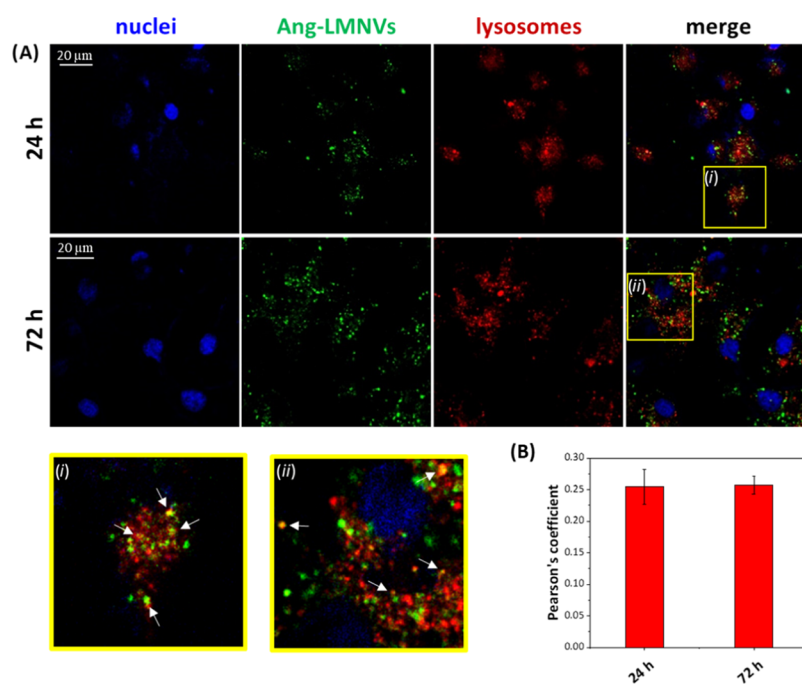 nuclei Ang-LMNVs lysosomes merge
(A)
20 µm
24 h
(i)
20 µm
72 h
(ii)
(i)
(ii)
(B)
0.30
0.25
0.20
0.15
0.10
0.05
0.00
Pearson's coefficient
24 h 72 h